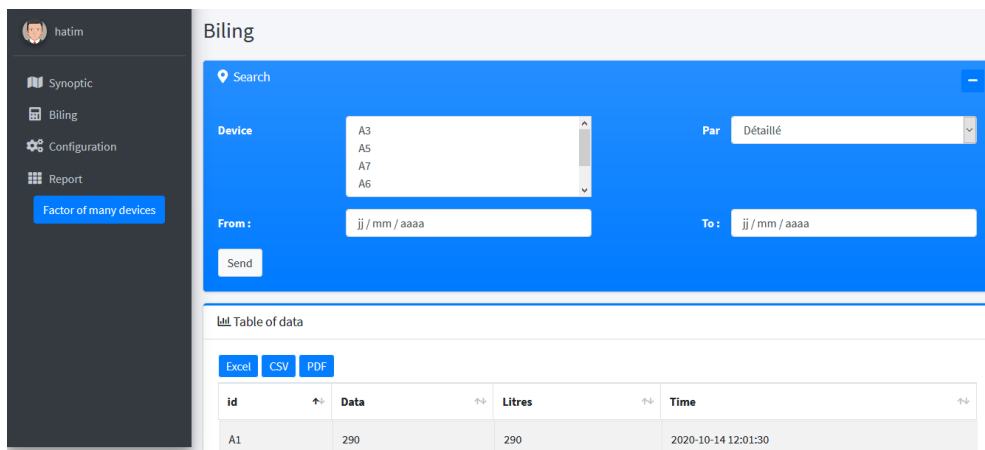 hatim
Synoptic
Biling
Configuration
Report
Factor of many devices
Biling
Search
Device
A3
A5
A7
A6
Par
Détaillé
From :
jj / mm / aaaa
To :
jj / mm / aaaa
Send
Table of data
Excel CSV PDF
id Data Litres Time
A1 290 290 2020-10-14 12:01:30